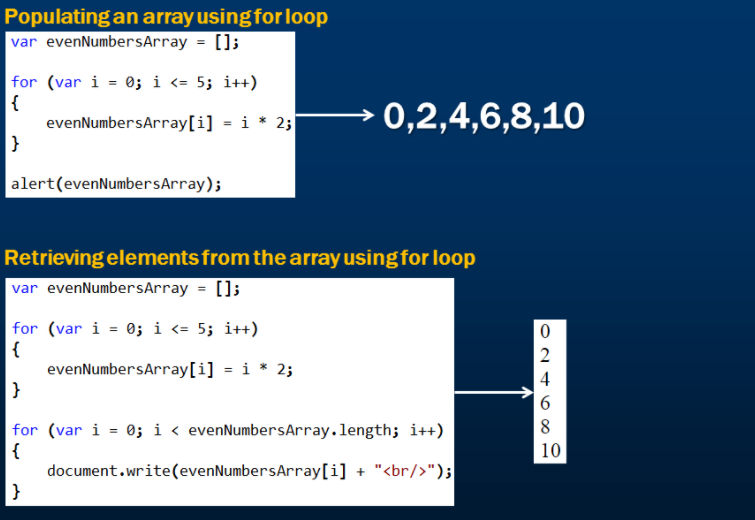 Populating an array using for loop
var evenNumbersArray = [];
for (var i = 0; i <= 5; i++)
{
    evenNumbersArray[i] = i * 2;
}
alert(evenNumbersArray);
0,2,4,6,8,10
Retrieving elements from the array using for loop
var evenNumbersArray = [];
for (var i = 0; i <= 5; i++)
{
    evenNumbersArray[i] = i * 2;
}
for (var i = 0; i < evenNumbersArray.length; i++)
{
    document.write(evenNumbersArray[i] + "<br/>");
}
0
2
4
6
8
10